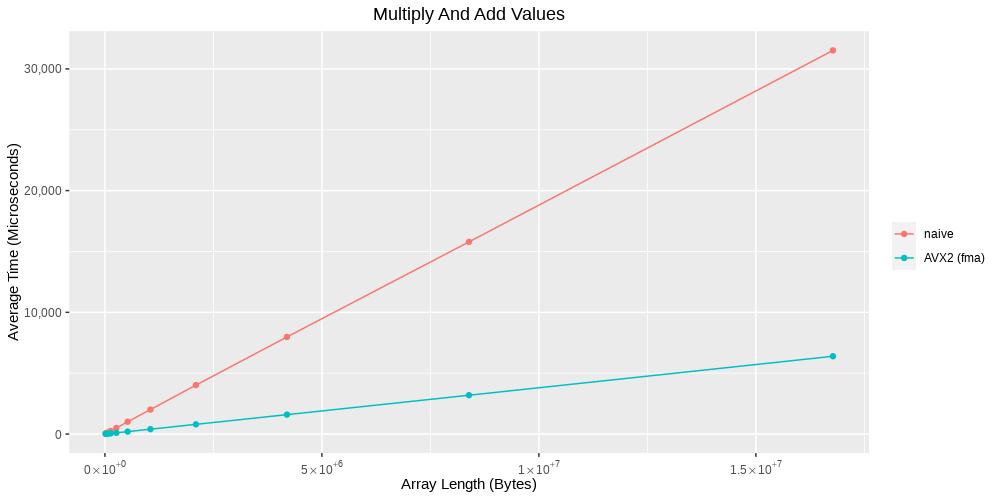 Multiply And Add Values
Average Time (Microseconds)
30,000
20,000
10,000
0
0×10⁺⁰
5×10⁺⁶
1×10⁺⁷
1.5×10⁺⁷
Array Length (Bytes)
naive
AVX2 (fma)